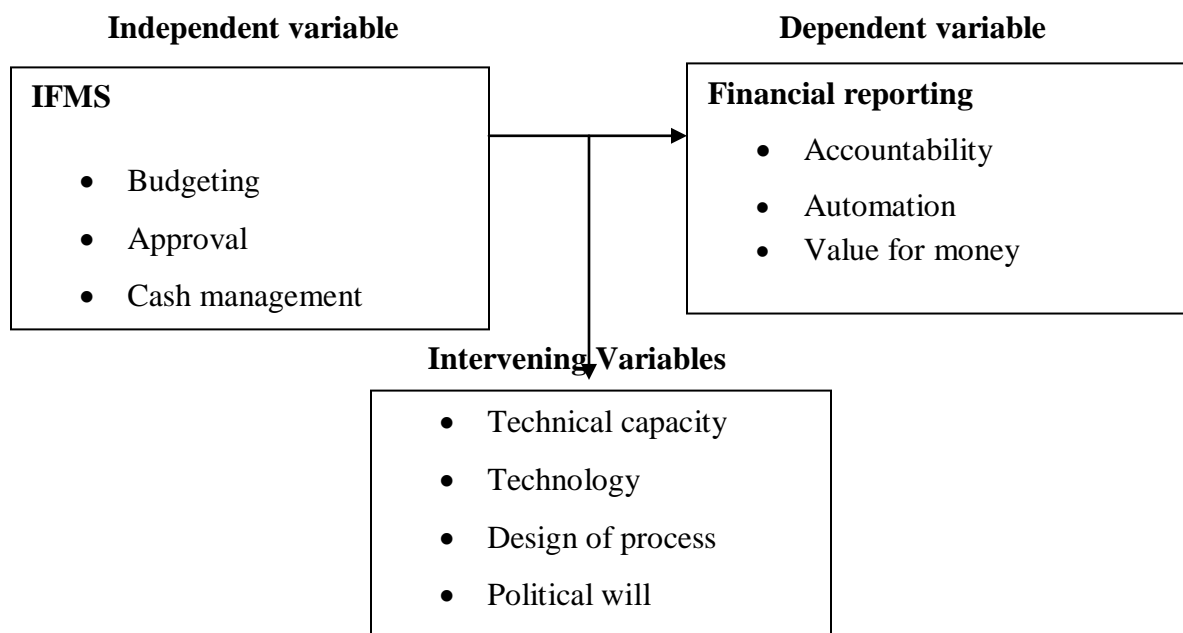 Independent variable
Dependent variable
IFMS
• Budgeting
• Approval
• Cash management
Financial reporting
• Accountability
• Automation
• Value for money
Intervening Variables
• Technical capacity
• Technology
• Design of process
• Political will